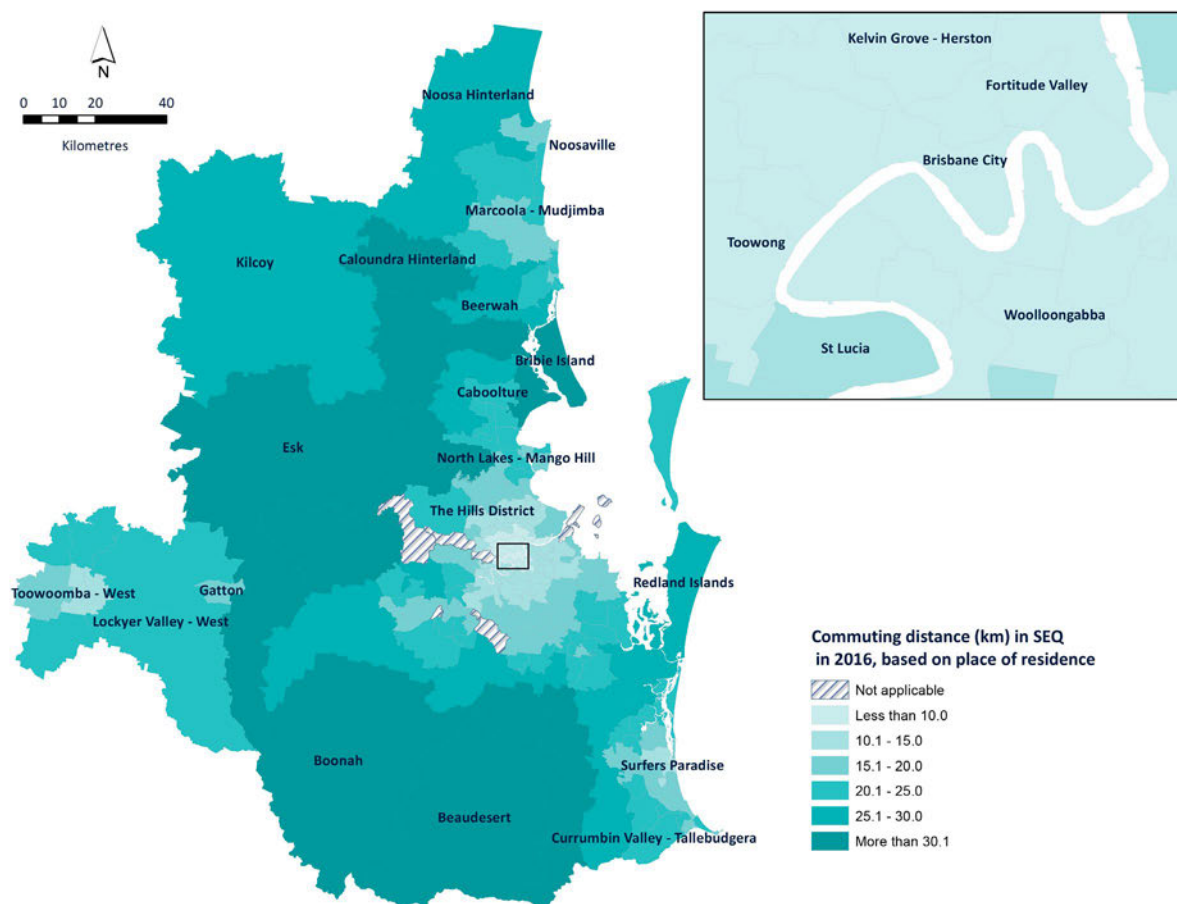 N
0 5 10 20 40
Kilometres
Noosa Hinterland
Noosaville
Marcoola - Mudjimba
Kilcoy
Caloundra Hinterland
Beerwah
Bribie Island
Caboolture
Esk
North Lakes - Mango Hill
The Hills District
Redland Islands
Toowoomba - West
Gatton
Lockyer Valley - West
Boonah
Surfers Paradise
Beaudesert
Currumbin Valley - Tallebudgera
Kelvin Grove - Herston
Fortitude Valley
Brisbane City
Toowong
Woolloongabba
St Lucia
Commuting distance (km) in SEQ
in 2016, based on place of residence
Not applicable
Less than 10.0
10.1 - 15.0
15.1 - 20.0
20.1 - 25.0
25.1 - 30.0
More than 30.1